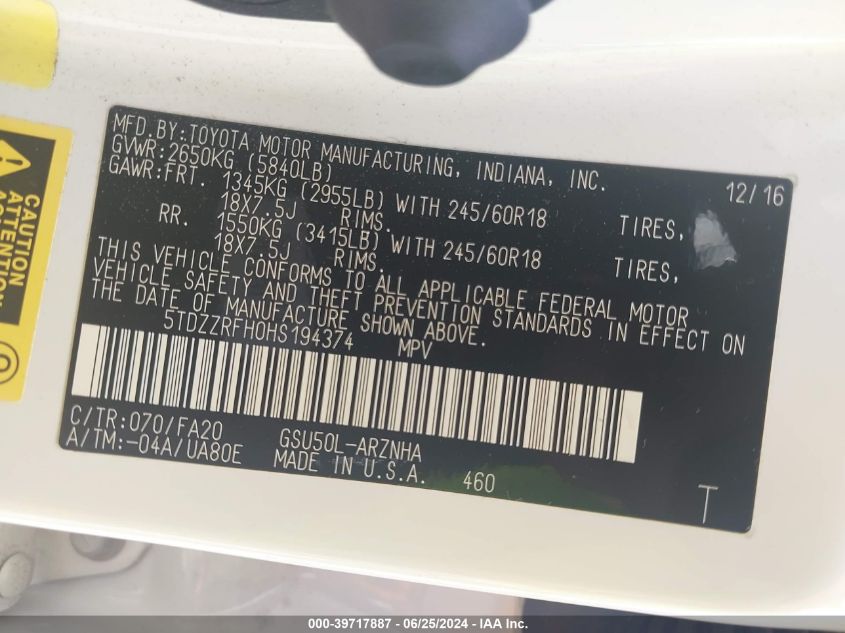 MFD.BY:TOYOTA MOTOR MANUFACTURING, INDIANA, INC. 12/16
GVWR:2650KG (5840LB)
GAWR:FRT. 1345KG (2955LB) WITH 245/60R18 TIRES,
18X7.5J RIMS.
RR. 1550KG (3415LB) WITH 245/60R18 TIRES,
18X7.5J RIMS.
THIS VEHICLE CONFORMS TO ALL APPLICABLE FEDERAL MOTOR
VEHICLE SAFETY AND THEFT PREVENTION STANDARDS IN EFFECT ON
THE DATE OF MANUFACTURE SHOWN ABOVE.
5TDZZRFH0HS194374 MPV
C/TR:070/FA20 GSU50L-ARZNHA
A/TM:-04A/UA80E MADE IN U.S.A. 460 T
CAUTION
ATTENTION
000-39717887 - 06/25/2024 - IAA Inc.